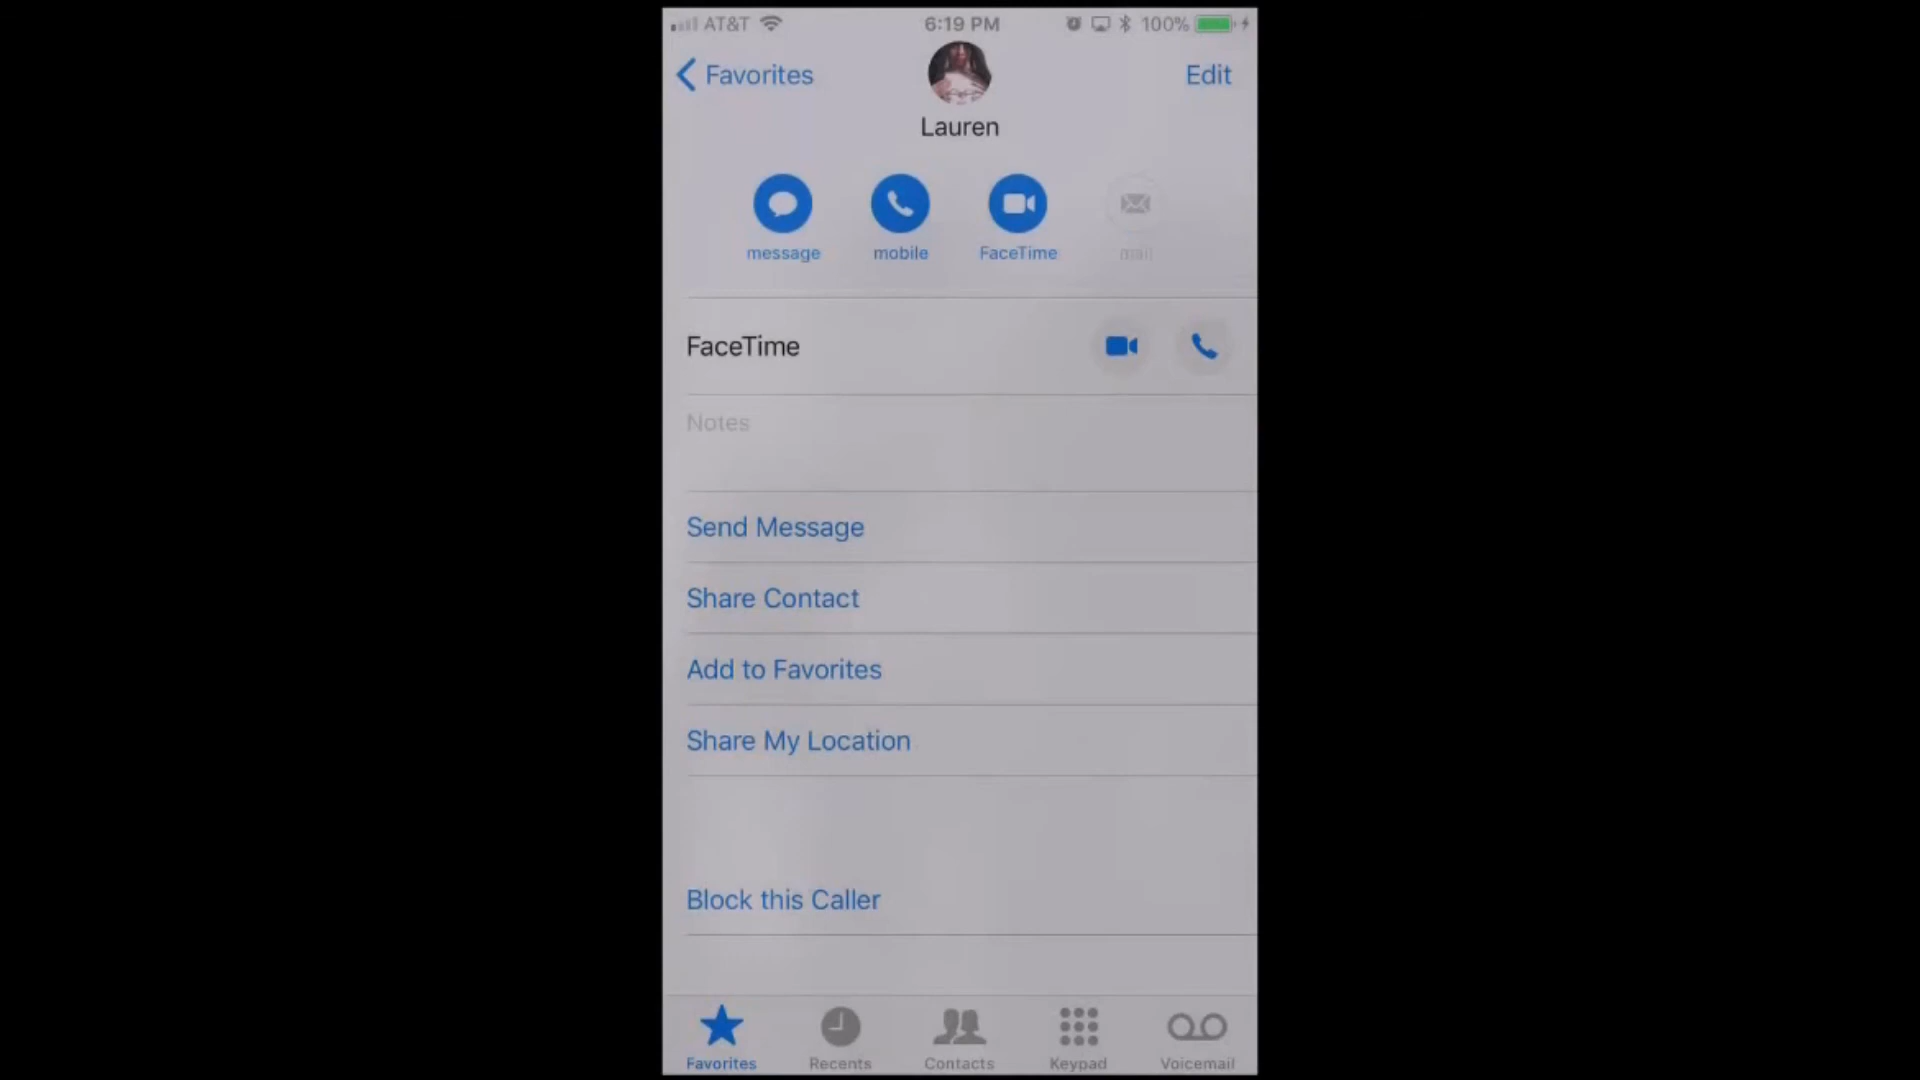 AT&T 6:19 PM 100%
Favorites Edit
Lauren
message mobile FaceTime mail
FaceTime
Notes
Send Message
Share Contact
Add to Favorites
Share My Location
Block this Caller
Favorites Recents Contacts Keypad Voicemail